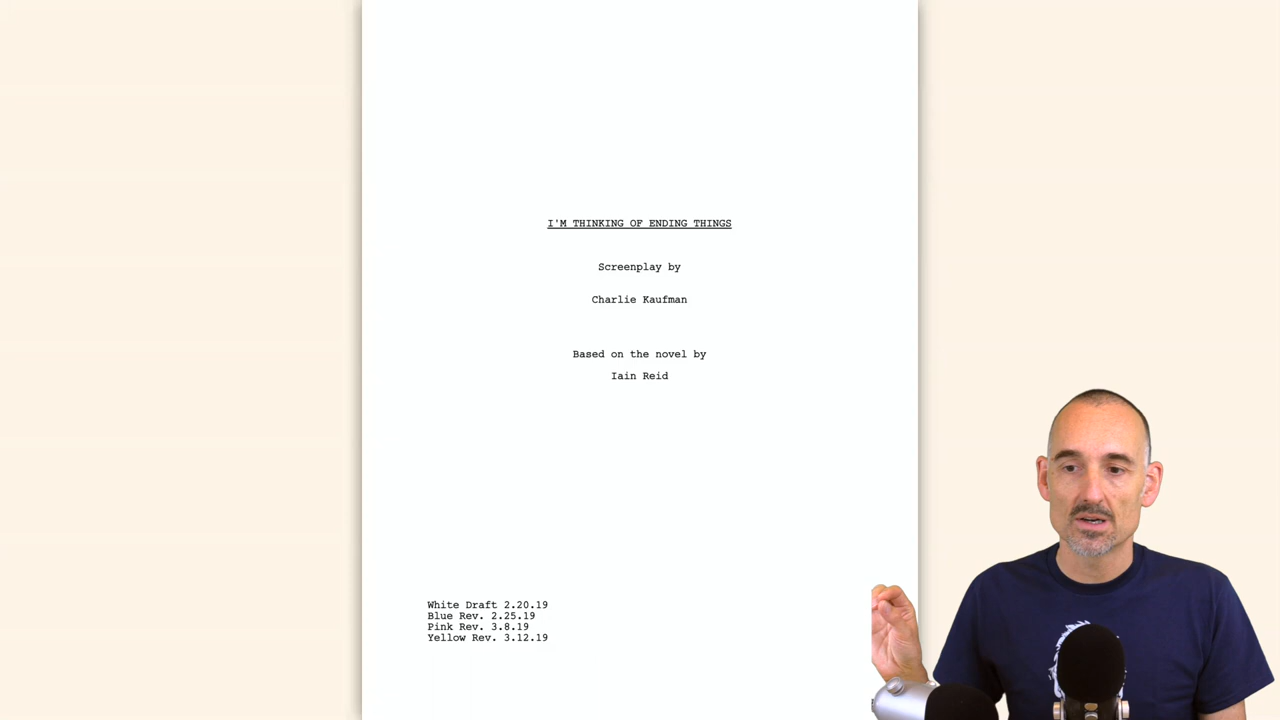 I'M THINKING OF ENDING THINGS
Screenplay by
Charlie Kaufman
Based on the novel by
Iain Reid
White Draft 2.20.19
Blue Rev. 2.25.19
Pink Rev. 3.8.19
Yellow Rev. 3.12.19